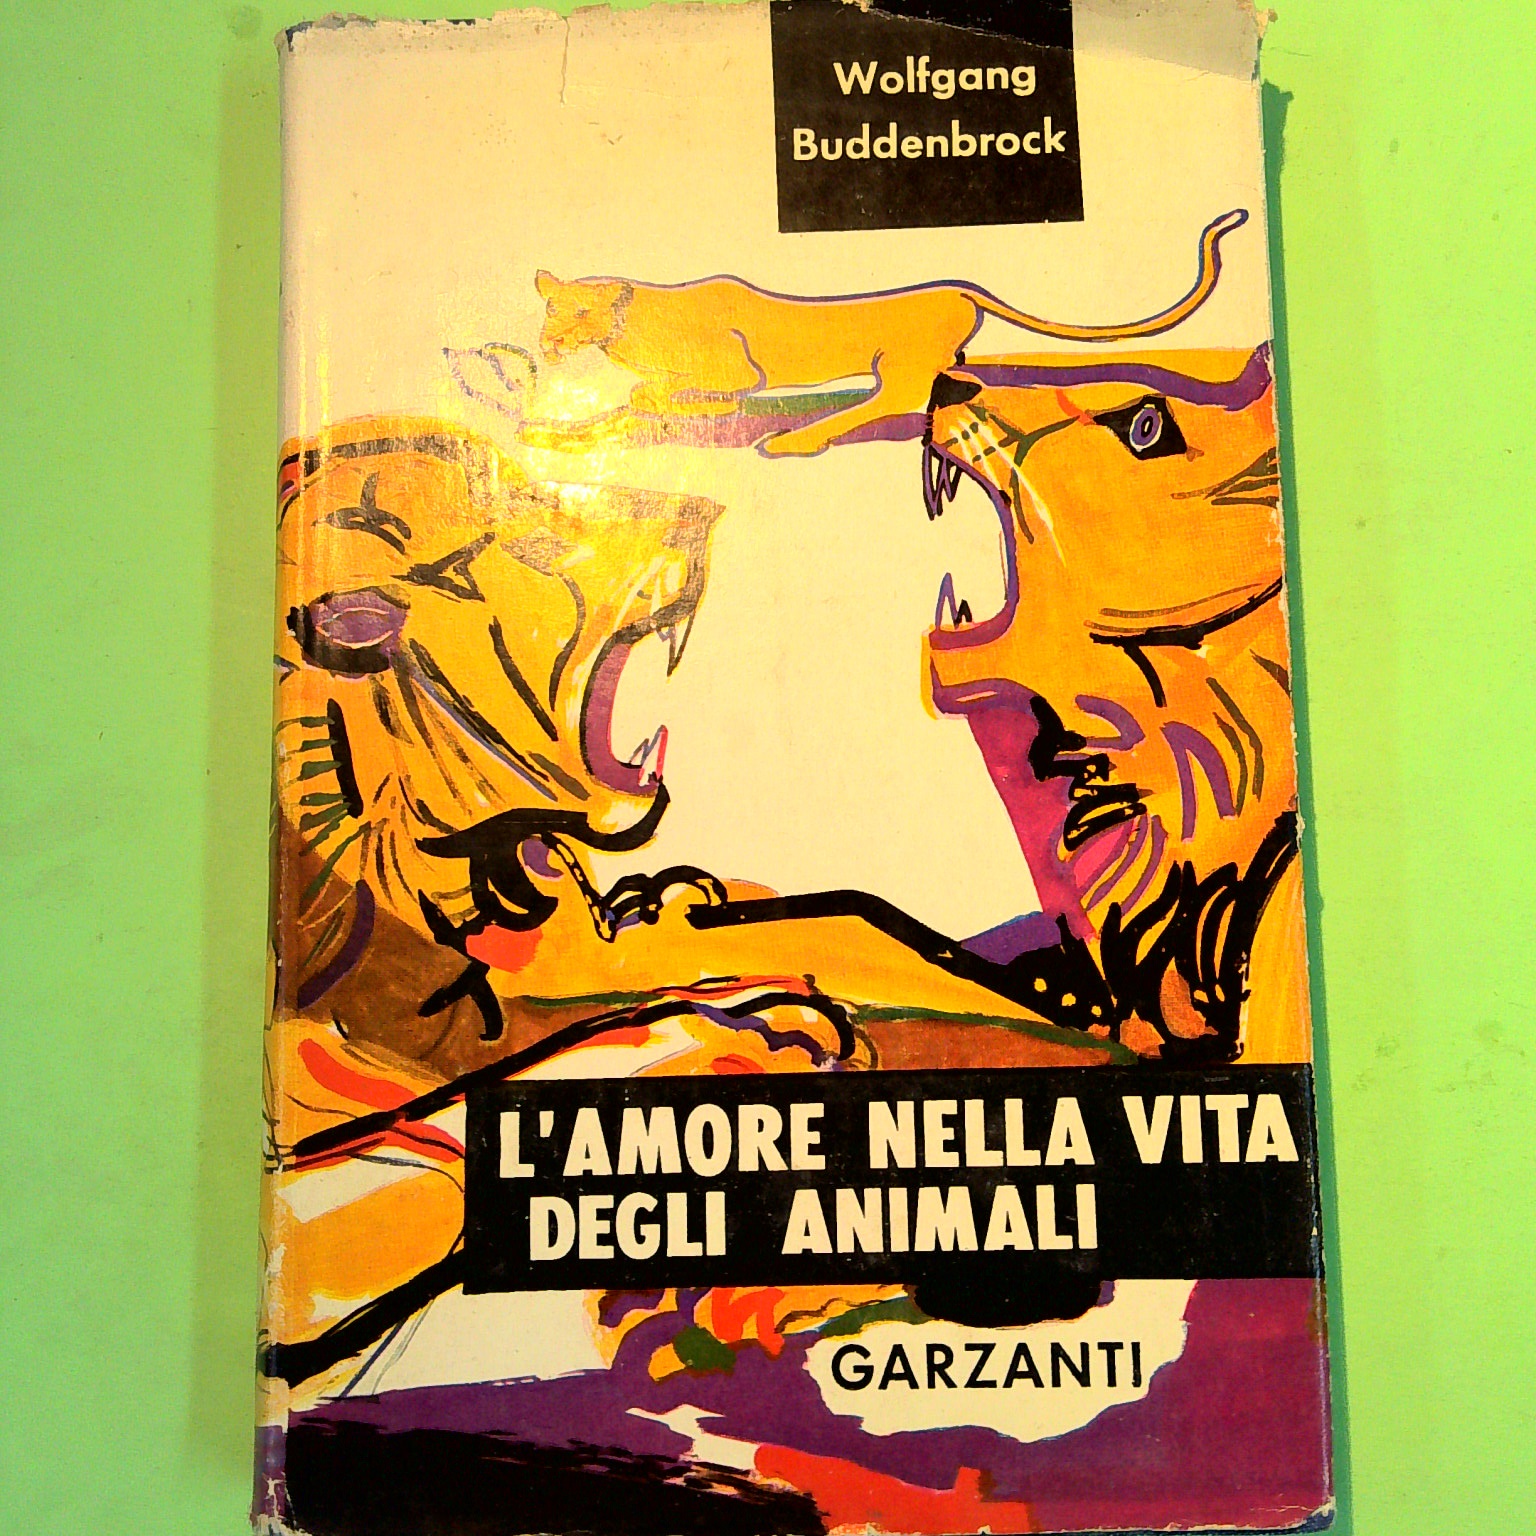 Wolfgang
Buddenbrock
L'AMORE NELLA VITA
DEGLI ANIMALI
GARZANTI